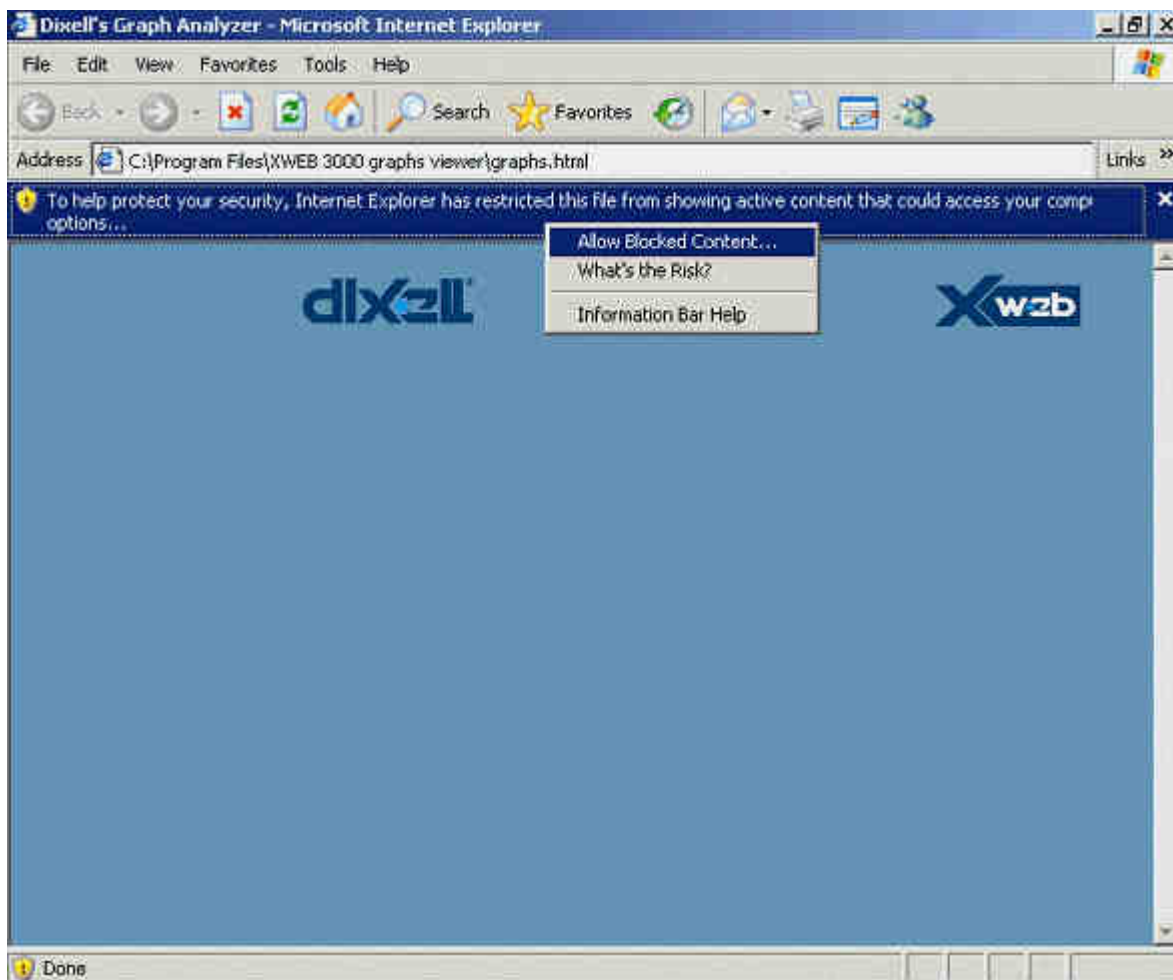 Dixell's Graph Analyzer - Microsoft Internet Explorer
File Edit View Favorites Tools Help
Back Search Favorites
Address C:\Program Files\XWEB 3000 graphs viewer\graphs.html Links »
To help protect your security, Internet Explorer has restricted this file from showing active content that could access your comp
options...
Allow Blocked Content...
What's the Risk?
Information Bar Help
dixell
Xweb
Done